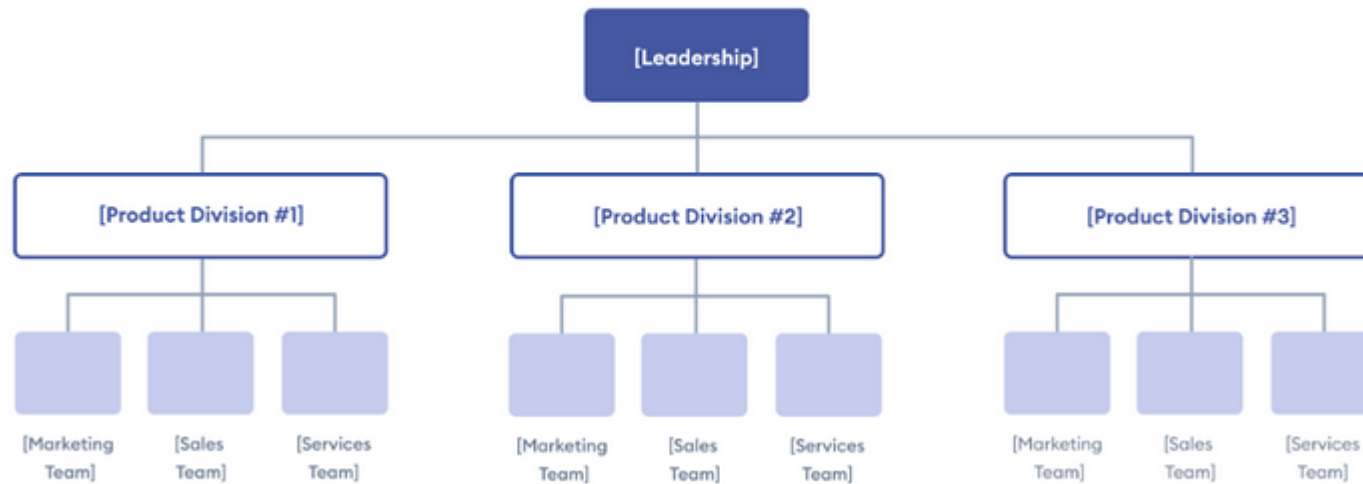 [Leadership]
[Product Division #1]
[Product Division #2]
[Product Division #3]
[Marketing
Team]
[Sales
Team]
[Services
Team]
[Marketing
Team]
[Sales
Team]
[Services
Team]
[Marketing
Team]
[Sales
Team]
[Services
Team]